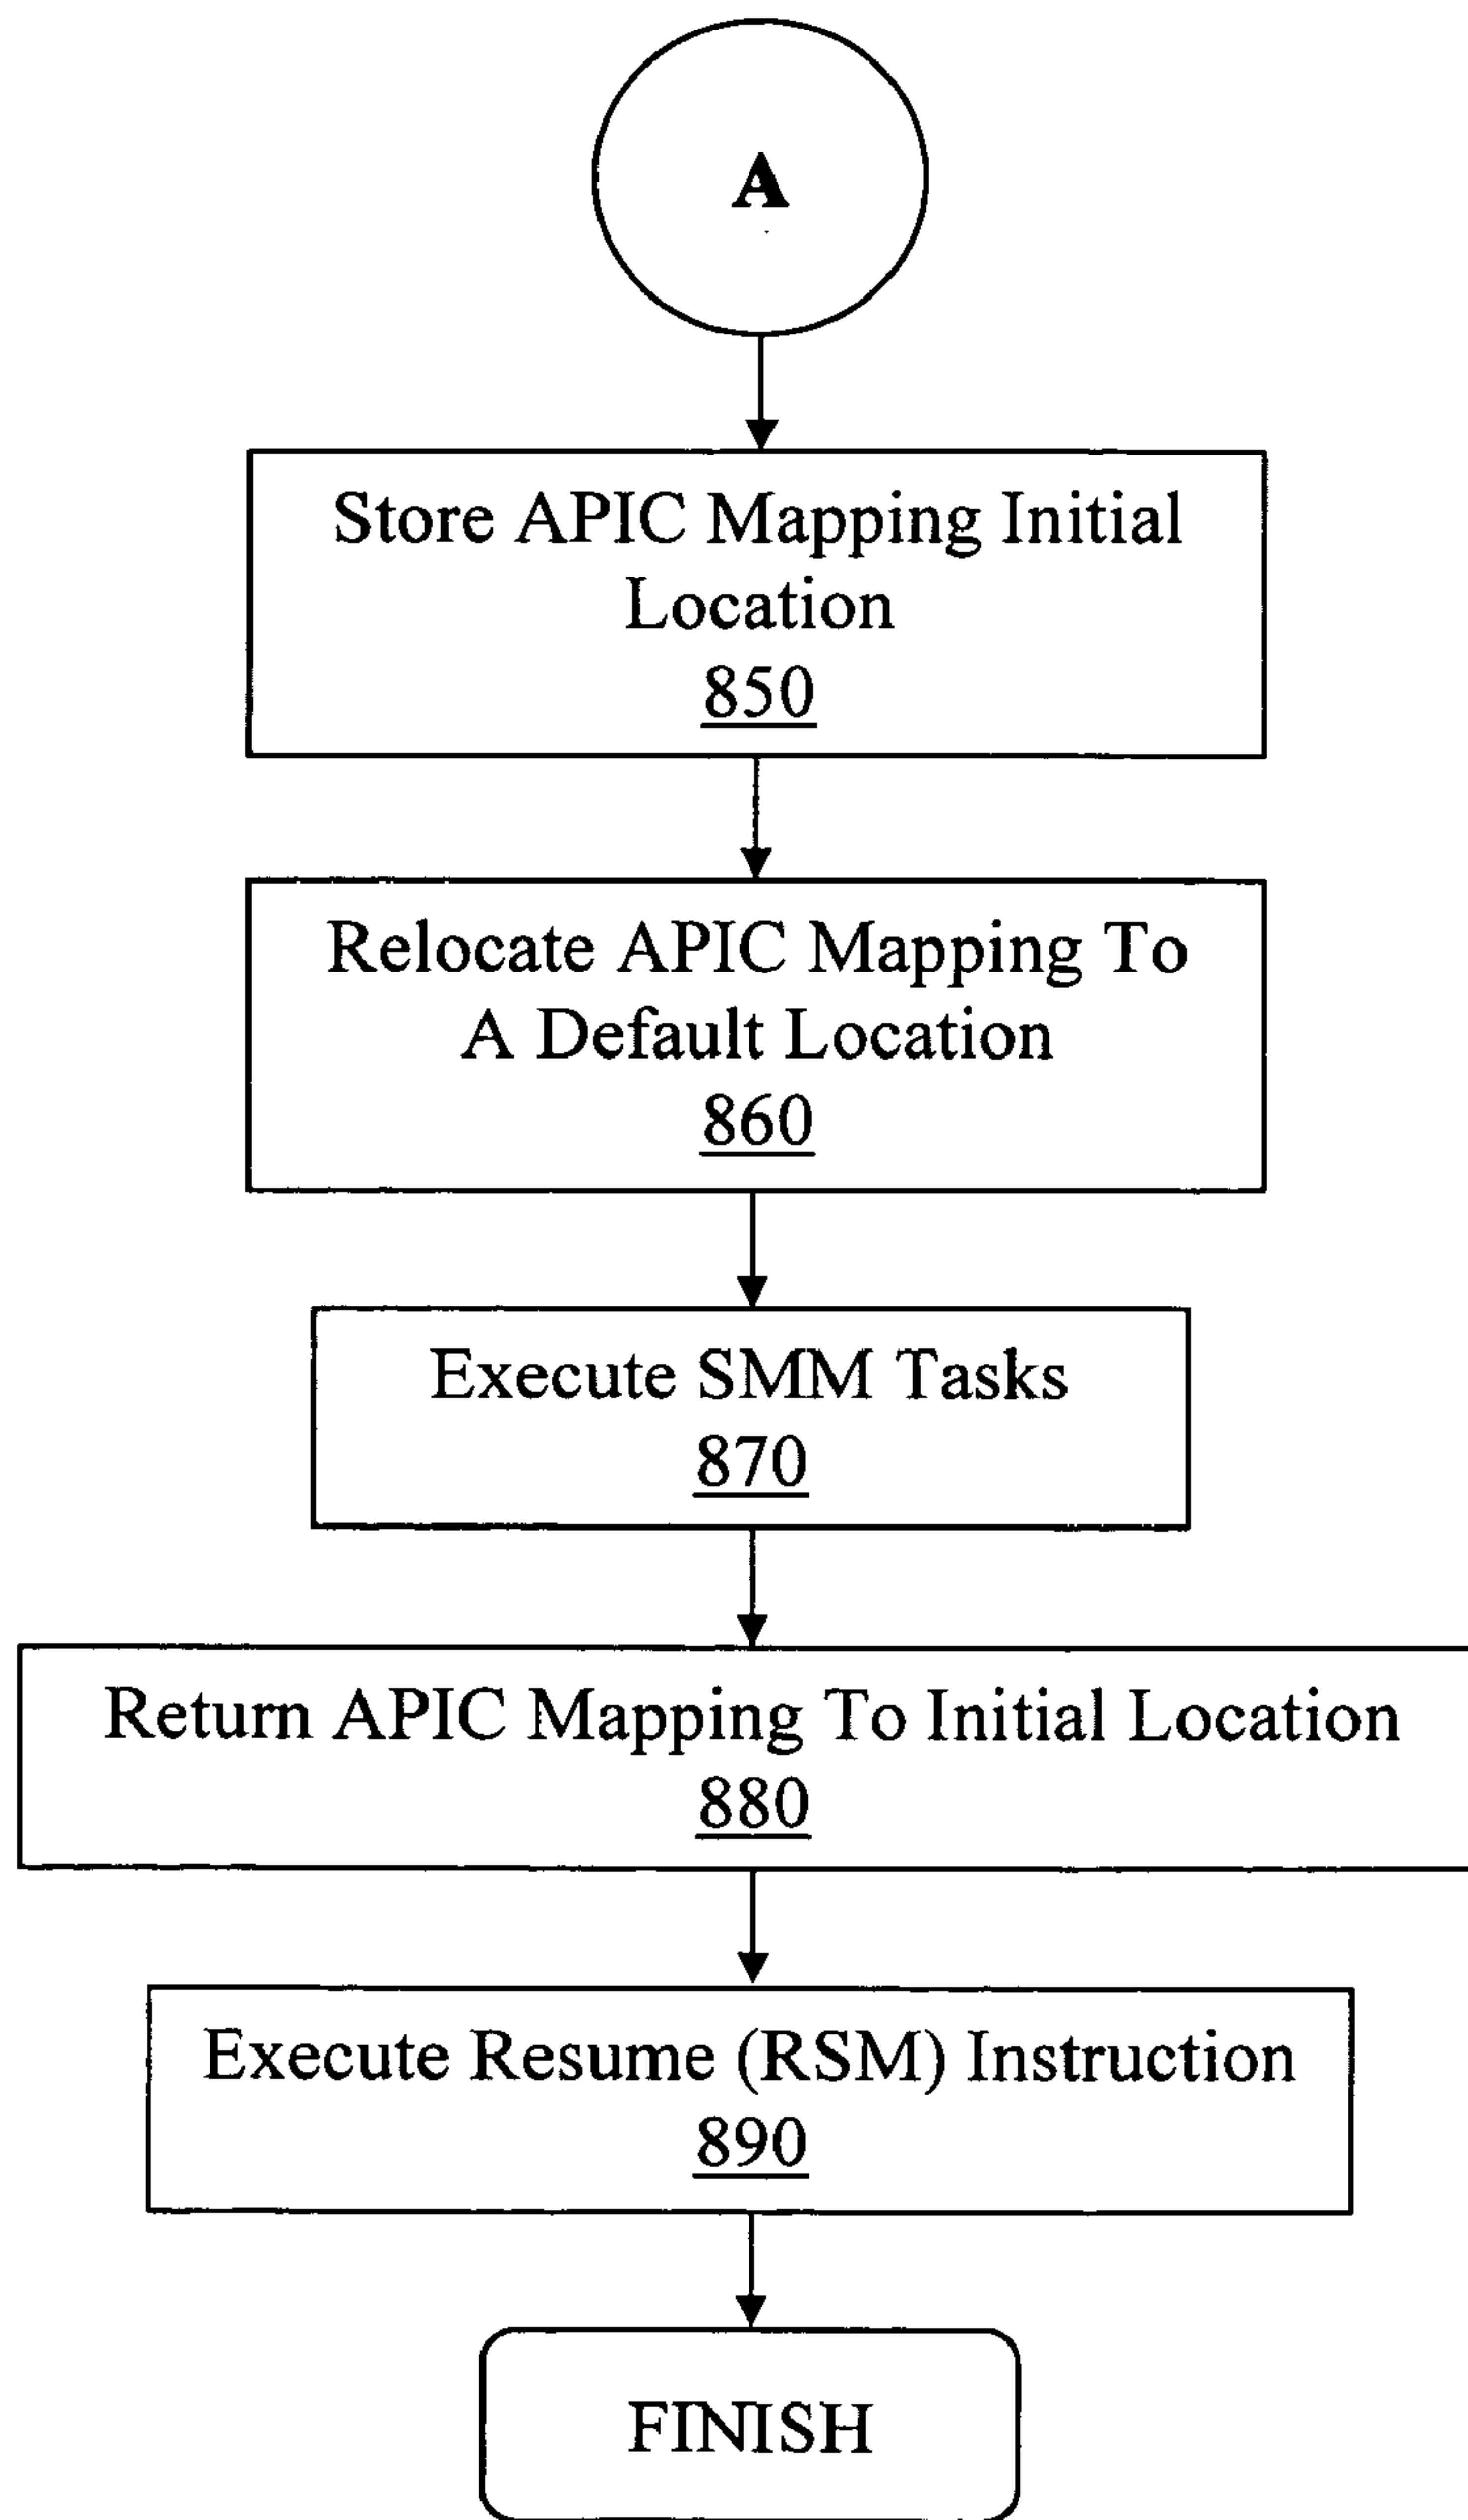 A
Store APIC Mapping Initial
Location
850
Relocate APIC Mapping To
A Default Location
860
Execute SMM Tasks
870
Return APIC Mapping To Initial Location
880
Execute Resume (RSM) Instruction
890
FINISH